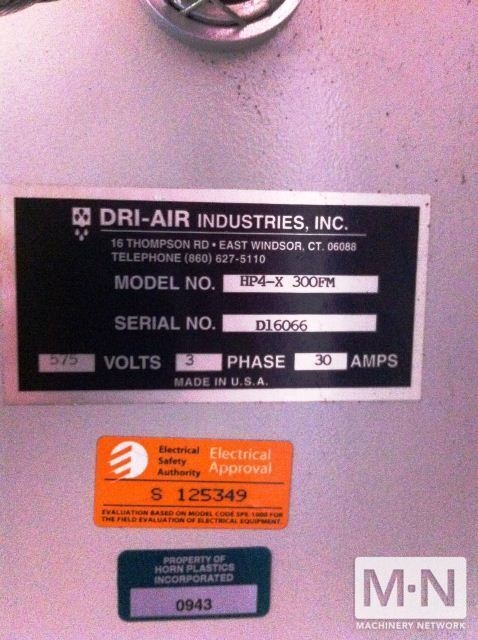 DRI-AIR INDUSTRIES, INC.
16 THOMPSON RD • EAST WINDSOR, CT. 06088
TELEPHONE (860) 627-5110
MODEL NO. HP4-X 300FM
SERIAL NO. D16066
575 VOLTS 3 PHASE 30 AMPS
MADE IN U.S.A.
Electrical Safety Authority
Electrical Approval
S 125349
EVALUATION BASED ON MODEL CODE SPE-1000 FOR
THE FIELD EVALUATION OF ELECTRICAL EQUIPMENT
PROPERTY OF
HORN PLASTICS
INCORPORATED
0943
M·N
MACHINERY NETWORK